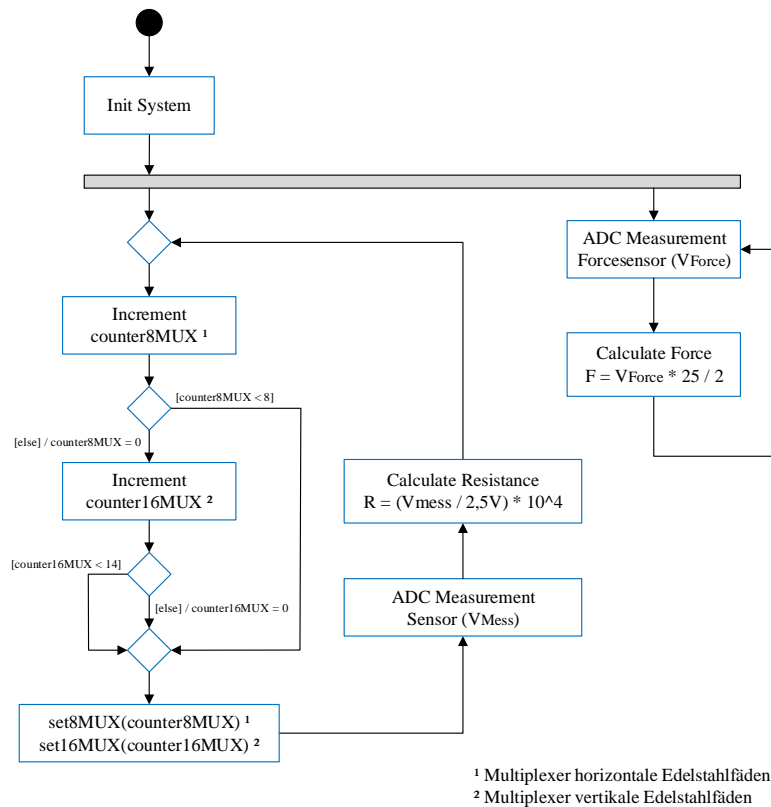 Init System
ADC Measurement
Forcesensor (VForce)
Increment
counter8MUX ¹
Calculate Force
F = VForce * 25 / 2
[counter8MUX < 8]
[else] / counter8MUX = 0
Increment
counter16MUX ²
Calculate Resistance
R = (Vmess / 2,5V) * 10^4
[counter16MUX < 14]
[else] / counter16MUX = 0
ADC Measurement
Sensor (VMess)
set8MUX(counter8MUX) ¹
set16MUX(counter16MUX) ²
¹ Multiplexer horizontale Edelstahlfäden
² Multiplexer vertikale Edelstahlfäden